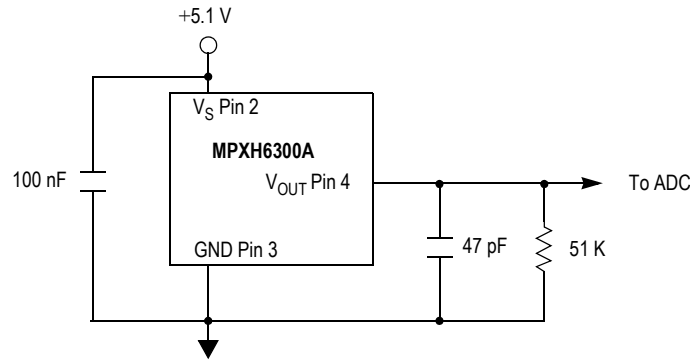 +5.1 V
V_S Pin 2
MPXH6300A
100 nF
V_OUT Pin 4
To ADC
GND Pin 3
47 pF
51 K